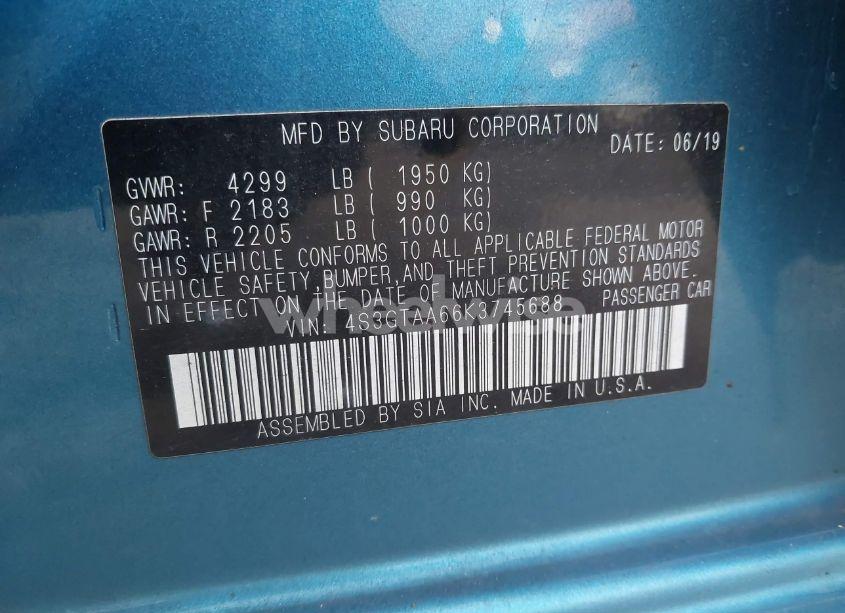 MFD BY SUBARU CORPORATION
DATE: 06/19
GVWR: 4299 LB ( 1950 KG)
GAWR: F 2183 LB ( 990 KG)
GAWR: R 2205 LB ( 1000 KG)
THIS VEHICLE CONFORMS TO ALL APPLICABLE FEDERAL MOTOR
VEHICLE SAFETY,BUMPER,AND THEFT PREVENTION STANDARDS
IN EFFECT ON THE DATE OF MANUFACTURE SHOWN ABOVE.
VIN: 4S3GTAA66K3745688 PASSENGER CAR
wheelwise
ASSEMBLED BY SIA INC. MADE IN U.S.A.